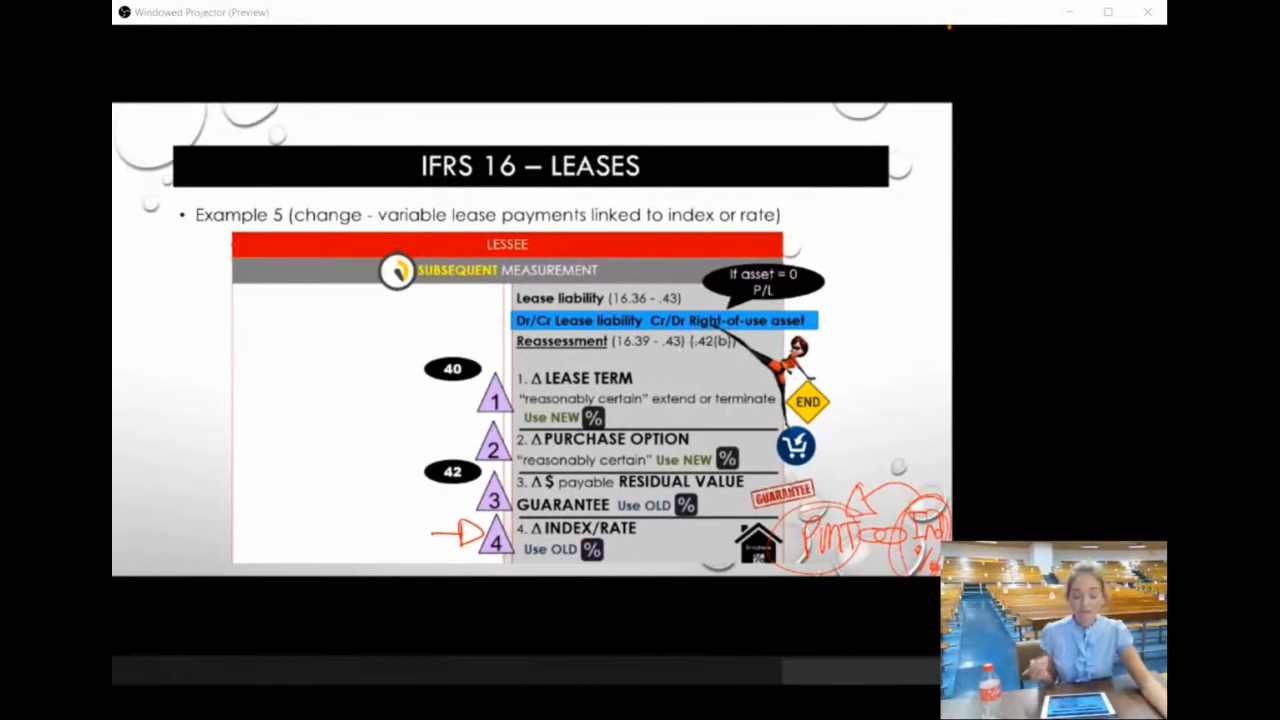 Windowed Projector (Preview)
IFRS 16 – LEASES
• Example 5 (change - variable lease payments linked to index or rate)
LESSEE
SUBSEQUENT MEASUREMENT
If asset = 0
P/L
Lease liability (16.36 - .43)
Dr/Cr Lease liability Cr/Dr Right-of-use asset
Reassessment (16.39 - .43) (.42(b))
40
1
1. Δ LEASE TERM
"reasonably certain" extend or terminate
END
Use NEW %
2
2. Δ PURCHASE OPTION
"reasonably certain" Use NEW %
42
3
3. Δ $ payable RESIDUAL VALUE
GUARANTEE Use OLD %
GUARANTEE
4
4. Δ INDEX/RATE
Use OLD %
PMT